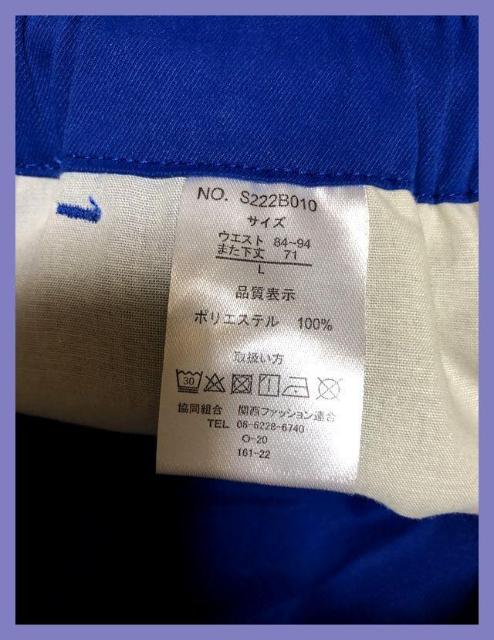 NO. S222B010
サイズ
ウエスト 84~94
また下丈 71
L
品質表示
ポリエステル 100%
取扱い方
30
協同組合 関西ファッション連合
TEL 06-6228-6740
O-20
161-22